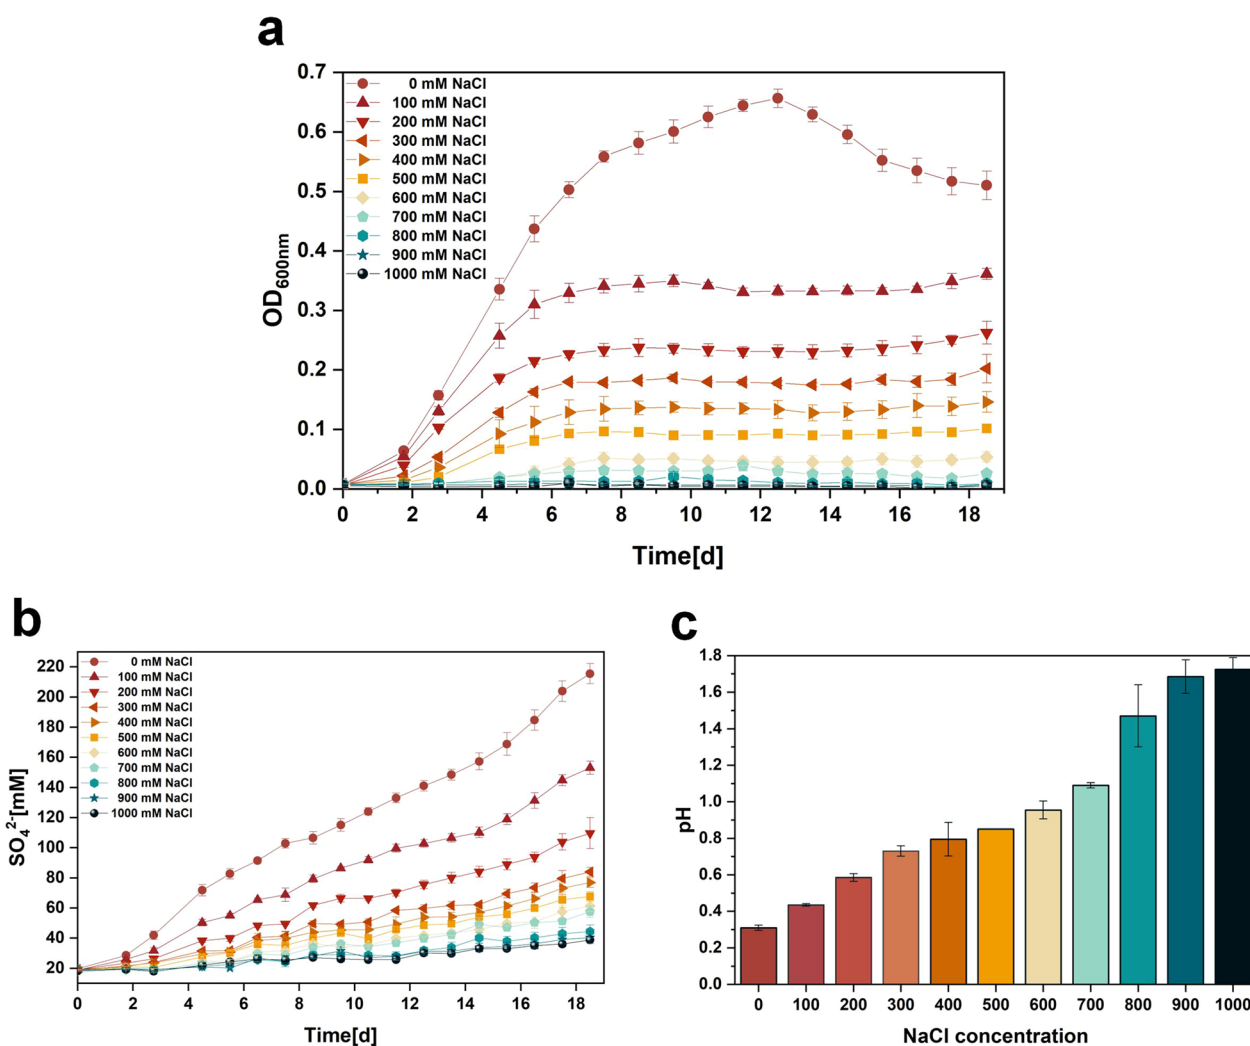 a
0.7
0.6
0.5
0.4
0.3
0.2
0.1
0.0
OD600nm
0 mM NaCl
100 mM NaCl
200 mM NaCl
300 mM NaCl
400 mM NaCl
500 mM NaCl
600 mM NaCl
700 mM NaCl
800 mM NaCl
900 mM NaCl
1000 mM NaCl
0 2 4 6 8 10 12 14 16 18
Time[d]
b
220
200
180
160
140
120
100
80
60
40
20
SO₄²⁻[mM]
0 mM NaCl
100 mM NaCl
200 mM NaCl
300 mM NaCl
400 mM NaCl
500 mM NaCl
600 mM NaCl
700 mM NaCl
800 mM NaCl
900 mM NaCl
1000 mM NaCl
0 2 4 6 8 10 12 14 16 18
Time[d]
c
1.8
1.6
1.4
1.2
1.0
0.8
0.6
0.4
0.2
0.0
pH
0 100 200 300 400 500 600 700 800 900 1000
NaCl concentration